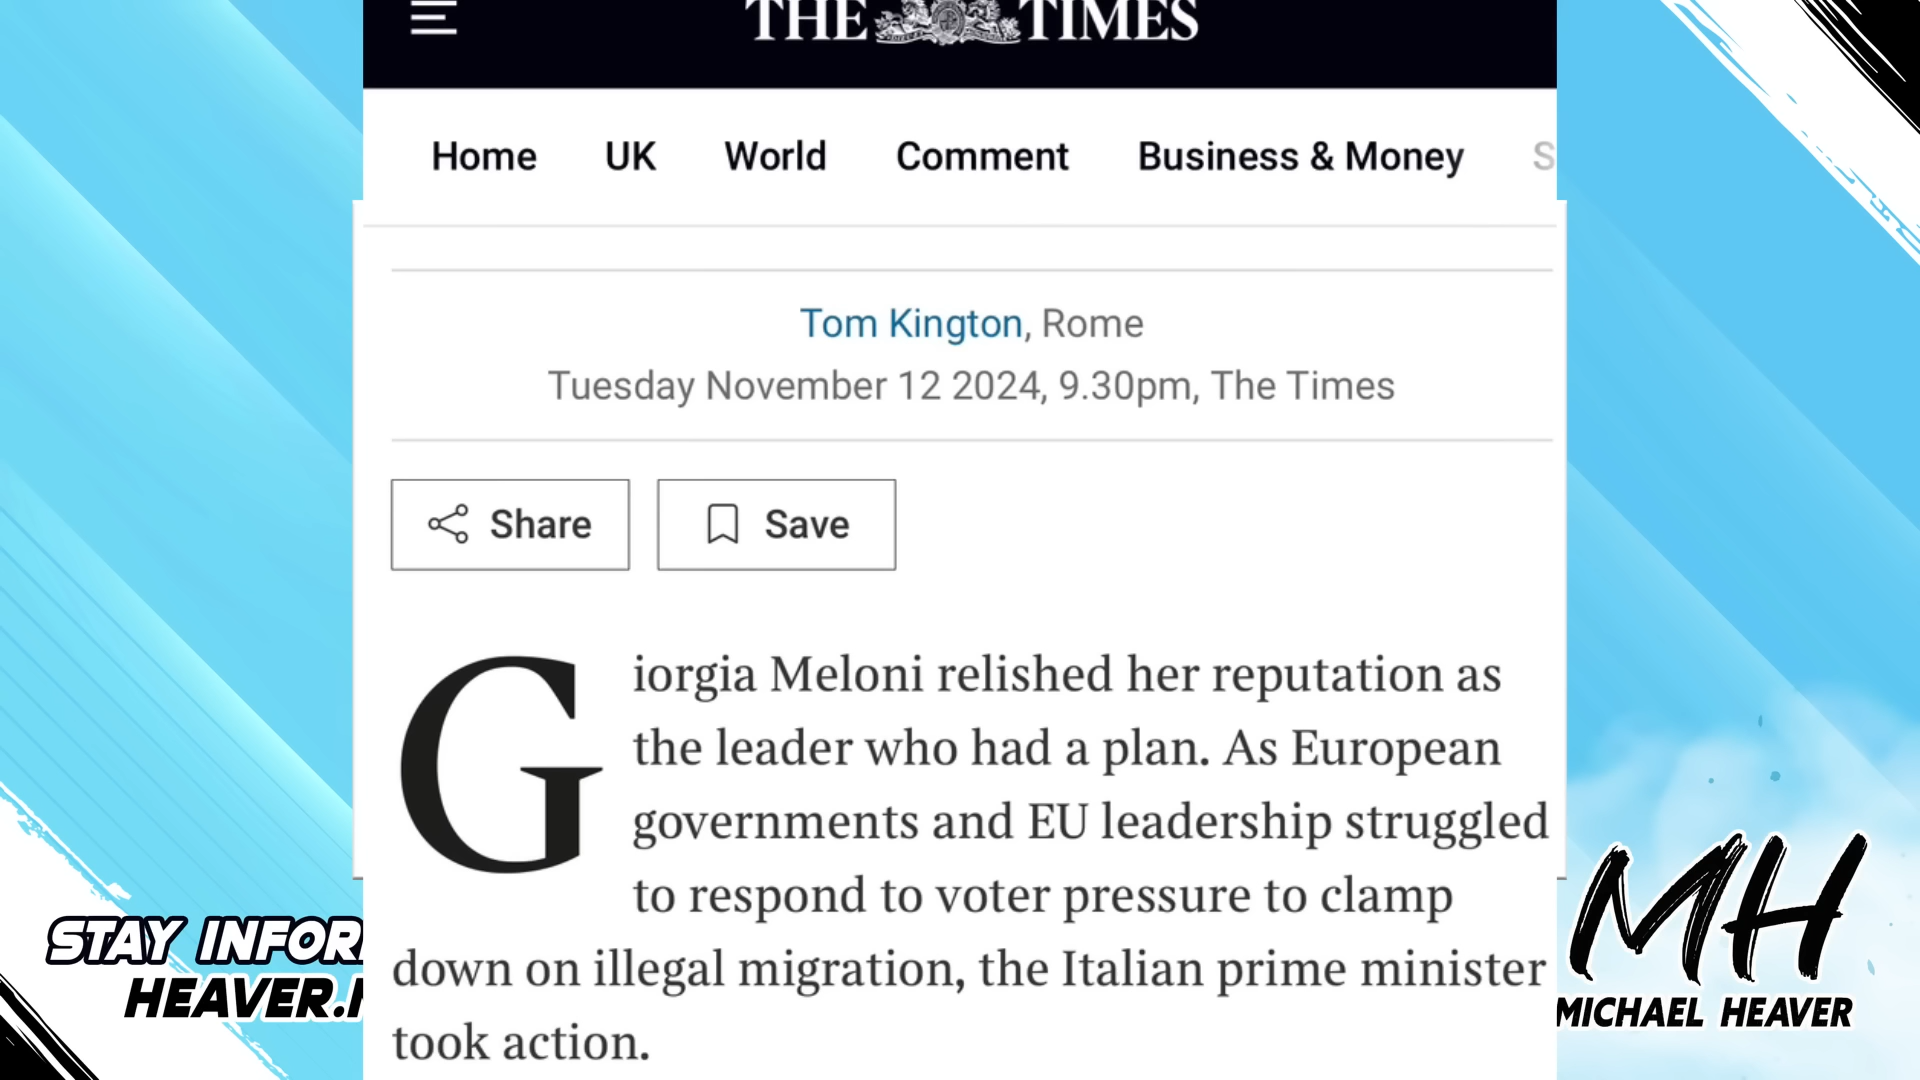 THE TIMES
Home UK World Comment Business & Money S
Tom Kington, Rome
Tuesday November 12 2024, 9.30pm, The Times
Share Save
Giorgia Meloni relished her reputation as
the leader who had a plan. As European
governments and EU leadership struggled
to respond to voter pressure to clamp
down on illegal migration, the Italian prime minister
took action.
STAY INFOR
HEAVER.
MH
MICHAEL HEAVER